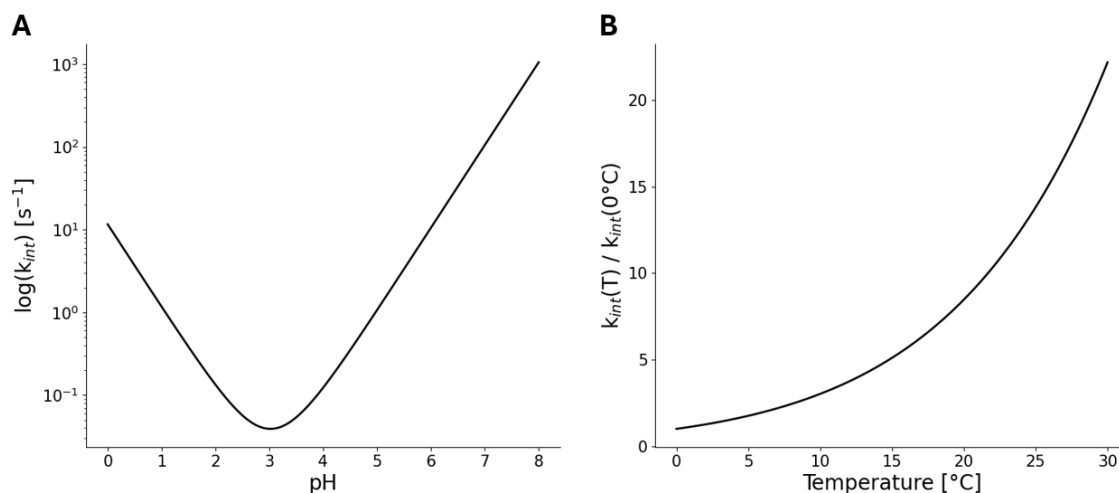 A
log(k_int) [s⁻¹]
10³
10²
10¹
10⁰
10⁻¹
0 1 2 3 4 5 6 7 8
pH
B
k_int(T) / k_int(0°C)
20
15
10
5
0
0 5 10 15 20 25 30
Temperature [°C]